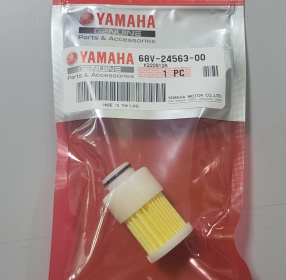 YAMAHA
GENUINE
Parts & Accessories
YAMAHA
GENUINE
Parts & Accessories
68V-24563-00
1 PC
YAMAHA MOTOR CO., LTD.
MADE IN THAILAND